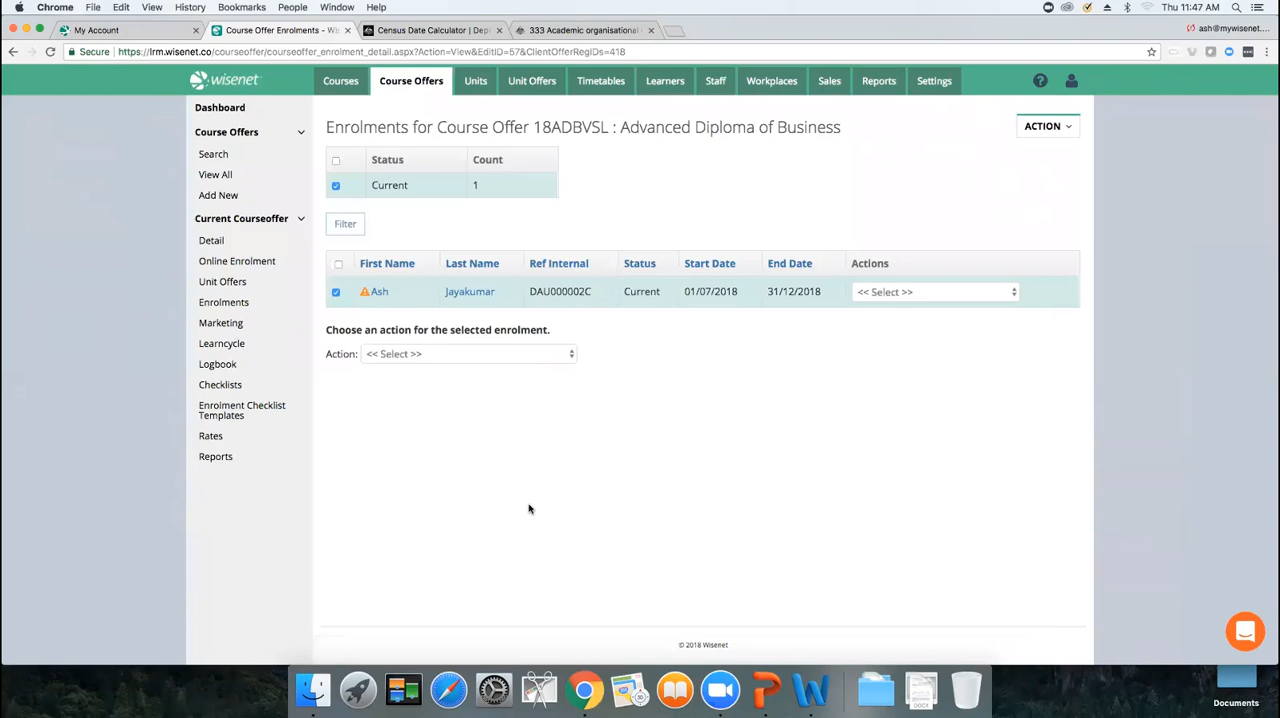 Chrome File Edit View History Bookmarks People Window Help Thu 11:47 AM
My Account Course Offer Enrolments - Wis Census Date Calculator | Dep 333 Academic organisational ash@mywisenet....
Secure https://lrm.wisenet.co/courseoffer/courseoffer_enrolment_detail.aspx?Action=View&EditID=57&ClientOfferRegIDs=418
wisenet Courses Course Offers Units Unit Offers Timetables Learners Staff Workplaces Sales Reports Settings
Dashboard
Course Offers
Search
View All
Add New
Current Courseoffer
Detail
Online Enrolment
Unit Offers
Enrolments
Marketing
Learncycle
Logbook
Checklists
Enrolment Checklist
Templates
Rates
Reports
Enrolments for Course Offer 18ADBVSL : Advanced Diploma of Business
ACTION
Status Count
Current 1
Filter
First Name Last Name Ref Internal Status Start Date End Date Actions
Ash Jayakumar DAU000002C Current 01/07/2018 31/12/2018 << Select >>
Choose an action for the selected enrolment.
Action: << Select >>
© 2018 Wisenet
DOCX
Documents